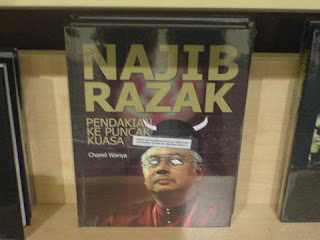 NAJIB
RAZAK
PENDAKIAN
KE PUNCAK
KUASA
Chamil Wariya